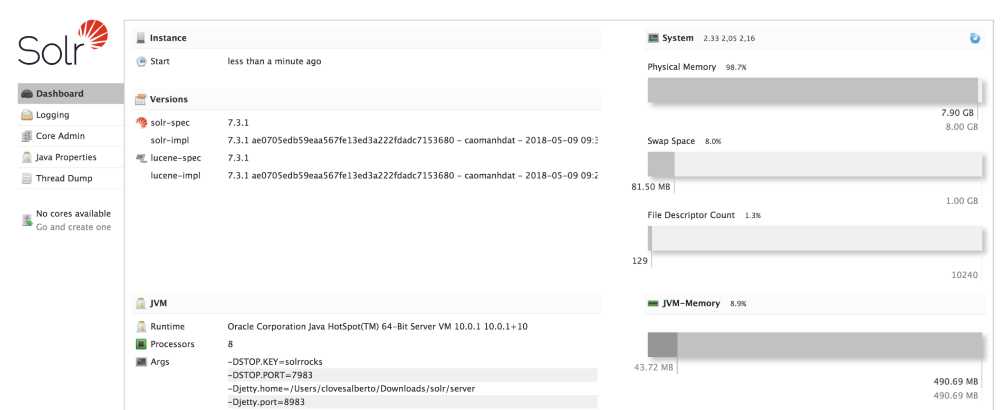 Solr
Dashboard
Logging
Core Admin
Java Properties
Thread Dump
No cores available
Go and create one
Instance
Start less than a minute ago
Versions
solr-spec 7.3.1
solr-impl 7.3.1 ae0705edb59eaa567fe13ed3a222fdadc7153680 - caomanhdat - 2018-05-09 09:3
lucene-spec 7.3.1
lucene-impl 7.3.1 ae0705edb59eaa567fe13ed3a222fdadc7153680 - caomanhdat - 2018-05-09 09:2
JVM
Runtime Oracle Corporation Java HotSpot(TM) 64-Bit Server VM 10.0.1 10.0.1+10
Processors 8
Args -DSTOP.KEY=solrrocks
-DSTOP.PORT=7983
-Djetty.home=/Users/clovesalberto/Downloads/solr/server
-Djetty.port=8983
System 2.33 2,05 2,16
Physical Memory 98.7%
7.90 GB
8.00 GB
Swap Space 8.0%
81.50 MB
1.00 GB
File Descriptor Count 1.3%
129
10240
JVM-Memory 8.9%
43.72 MB
490.69 MB
490.69 MB